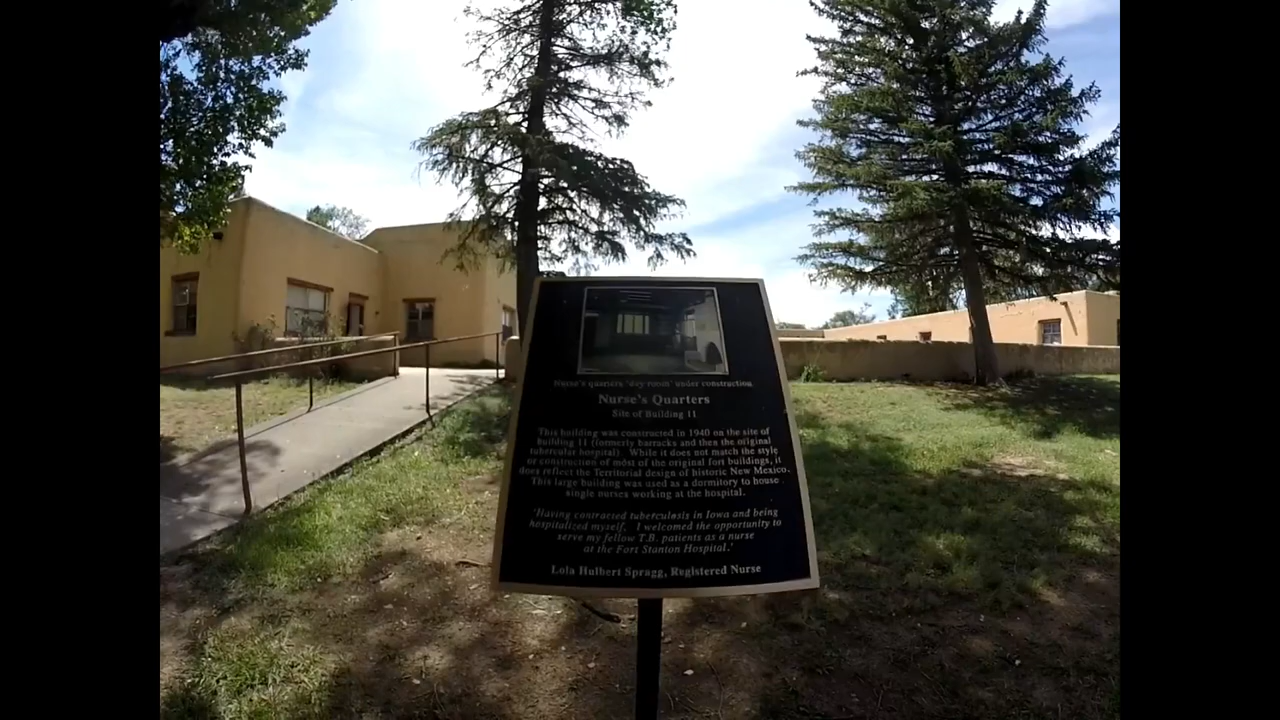 Nurse's quarters 'day room' under construction
Nurse's Quarters
Site of Building 11
This building was constructed in 1940 on the site of
building 11 (formerly barracks and then the original
tubercular hospital). While it does not match the style
or construction of most of the original fort buildings, it
does reflect the Territorial design of historic New Mexico.
This large building was used as a dormitory to house
single nurses working at the hospital.
'Having contracted tuberculosis in Iowa and being
hospitalized myself, I welcomed the opportunity to
serve my fellow T.B. patients as a nurse
at the Fort Stanton Hospital.'
Lola Hulbert Spragg, Registered Nurse